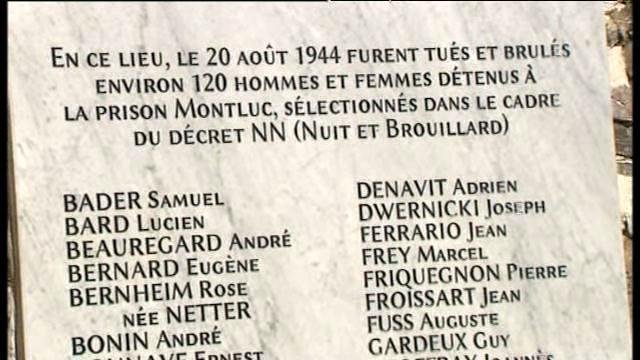 En ce lieu, le 20 août 1944 furent tués et brulés
environ 120 hommes et femmes détenus à
la prison Montluc, sélectionnés dans le cadre
du décret NN (Nuit et Brouillard)
BADER Samuel
BARD Lucien
BEAUREGARD André
BERNARD Eugène
BERNHEIM Rose
née NETTER
BONIN André
Ernest
DENAVIT Adrien
DWERNICKI Joseph
FERRARIO Jean
FREY Marcel
FRIQUEGNON Pierre
FROISSART Jean
FUSS Auguste
GARDEUX Guy
Joannès